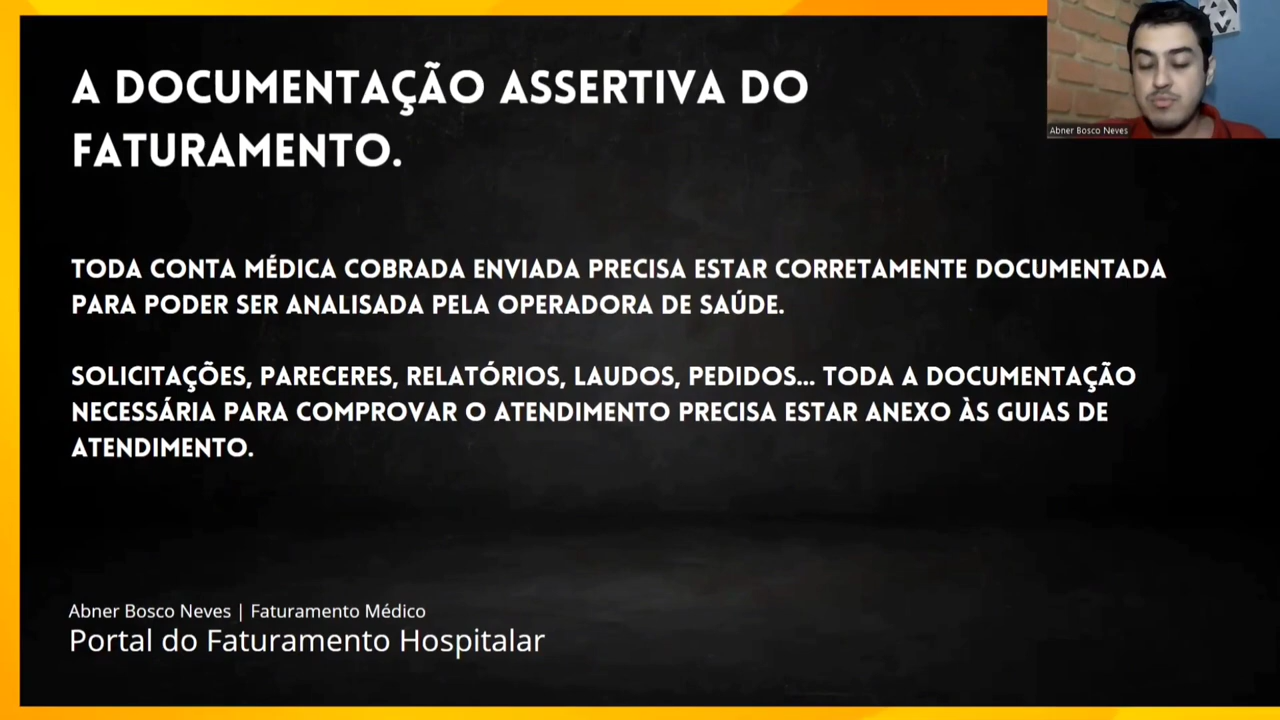 A DOCUMENTAÇÃO ASSERTIVA DO
FATURAMENTO.
Abner Bosco Neves
TODA CONTA MÉDICA COBRADA ENVIADA PRECISA ESTAR CORRETAMENTE DOCUMENTADA
PARA PODER SER ANALISADA PELA OPERADORA DE SAÚDE.
SOLICITAÇÕES, PARECERES, RELATÓRIOS, LAUDOS, PEDIDOS... TODA A DOCUMENTAÇÃO
NECESSÁRIA PARA COMPROVAR O ATENDIMENTO PRECISA ESTAR ANEXO ÀS GUIAS DE
ATENDIMENTO.
Abner Bosco Neves | Faturamento Médico
Portal do Faturamento Hospitalar